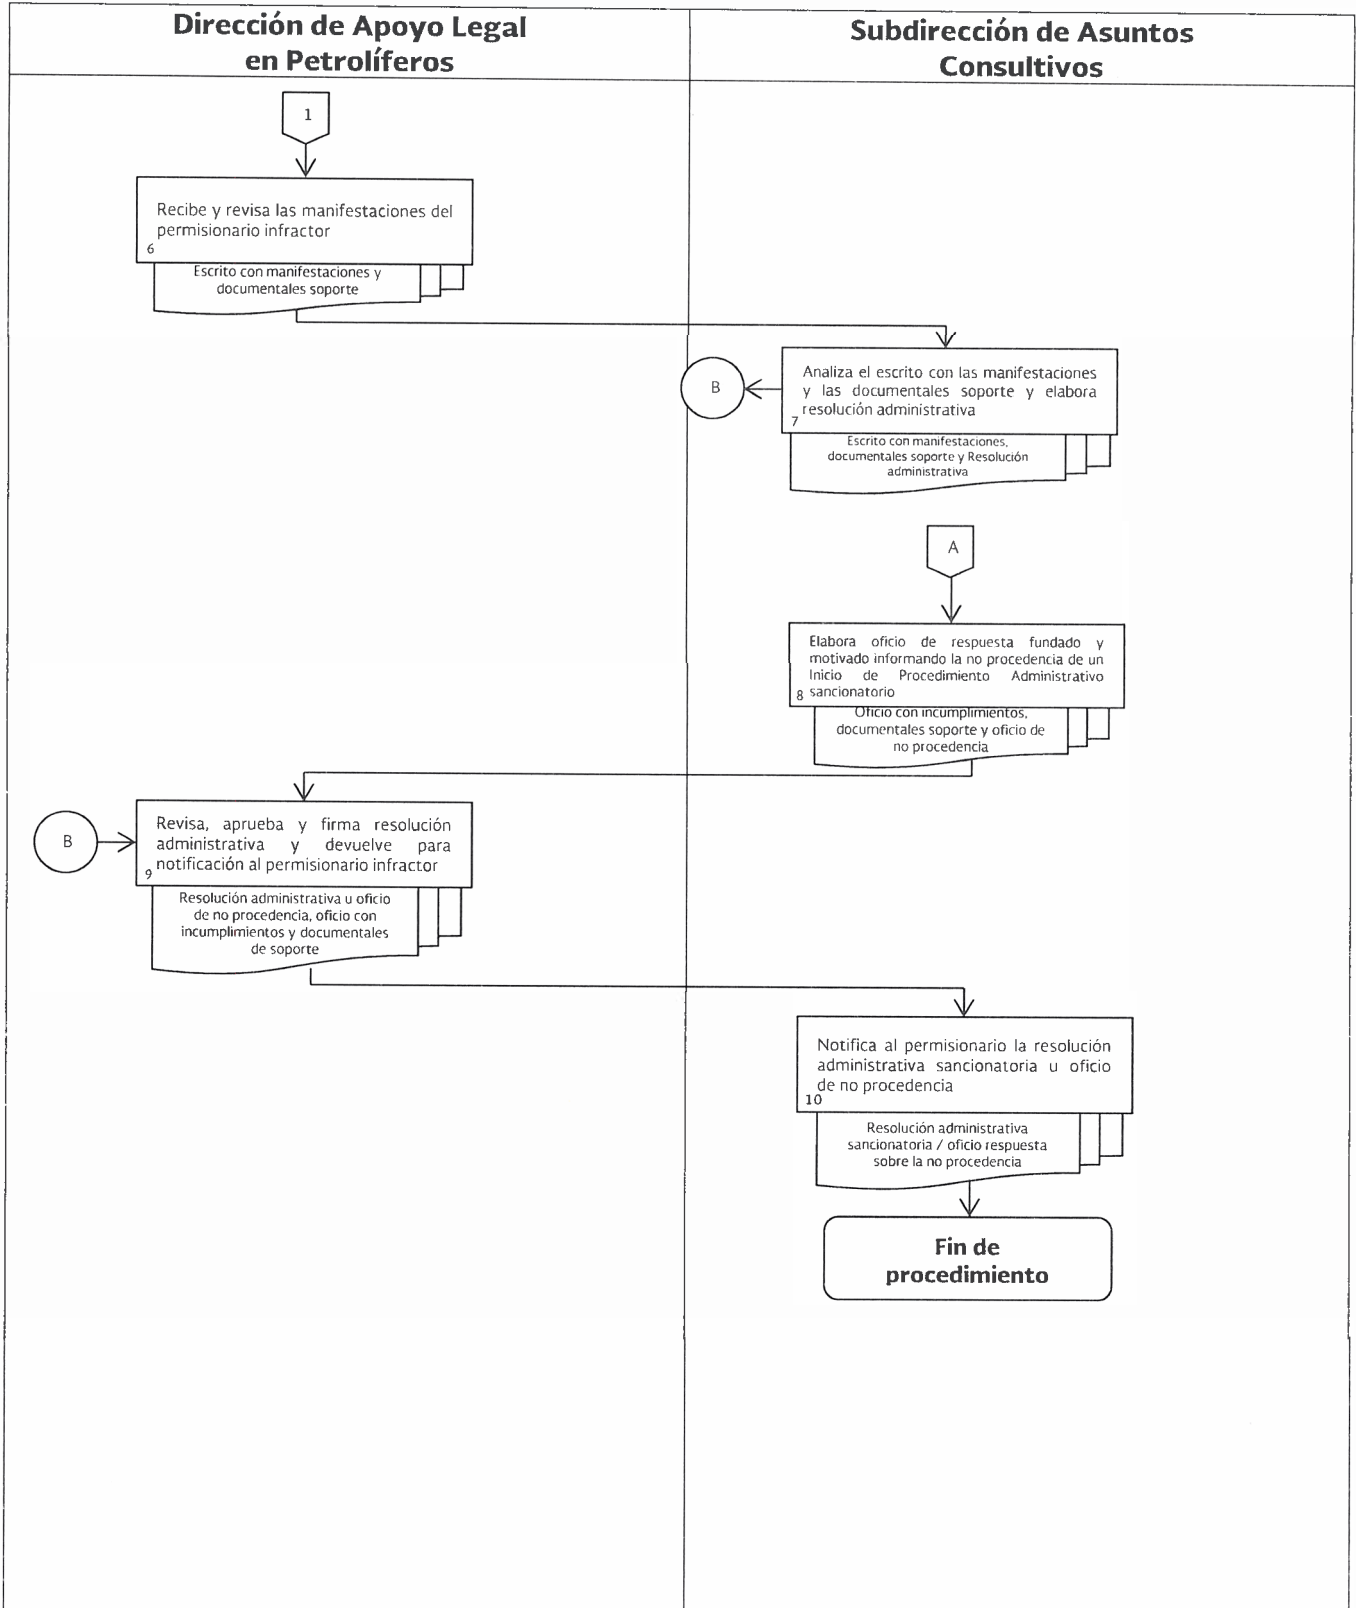 Dirección de Apoyo Legal
en Petrolíferos
Subdirección de Asuntos
Consultivos
1
Recibe y revisa las manifestaciones del
permisionario infractor
6
Escrito con manifestaciones y
documentales soporte
B
Analiza el escrito con las manifestaciones
y las documentales soporte y elabora
resolución administrativa
7
Escrito con manifestaciones,
documentales soporte y Resolución
administrativa
A
Elabora oficio de respuesta fundado y
motivado informando la no procedencia de un
Inicio de Procedimiento Administrativo
sancionatorio
8
Oficio con incumplimientos,
documentales soporte y oficio de
no procedencia
B
Revisa, aprueba y firma resolución
administrativa y devuelve para
notificación al permisionario infractor
9
Resolución administrativa u oficio
de no procedencia, oficio con
incumplimientos y documentales
de soporte
Notifica al permisionario la resolución
administrativa sancionatoria u oficio
de no procedencia
10
Resolución administrativa
sancionatoria / oficio respuesta
sobre la no procedencia
Fin de
procedimiento